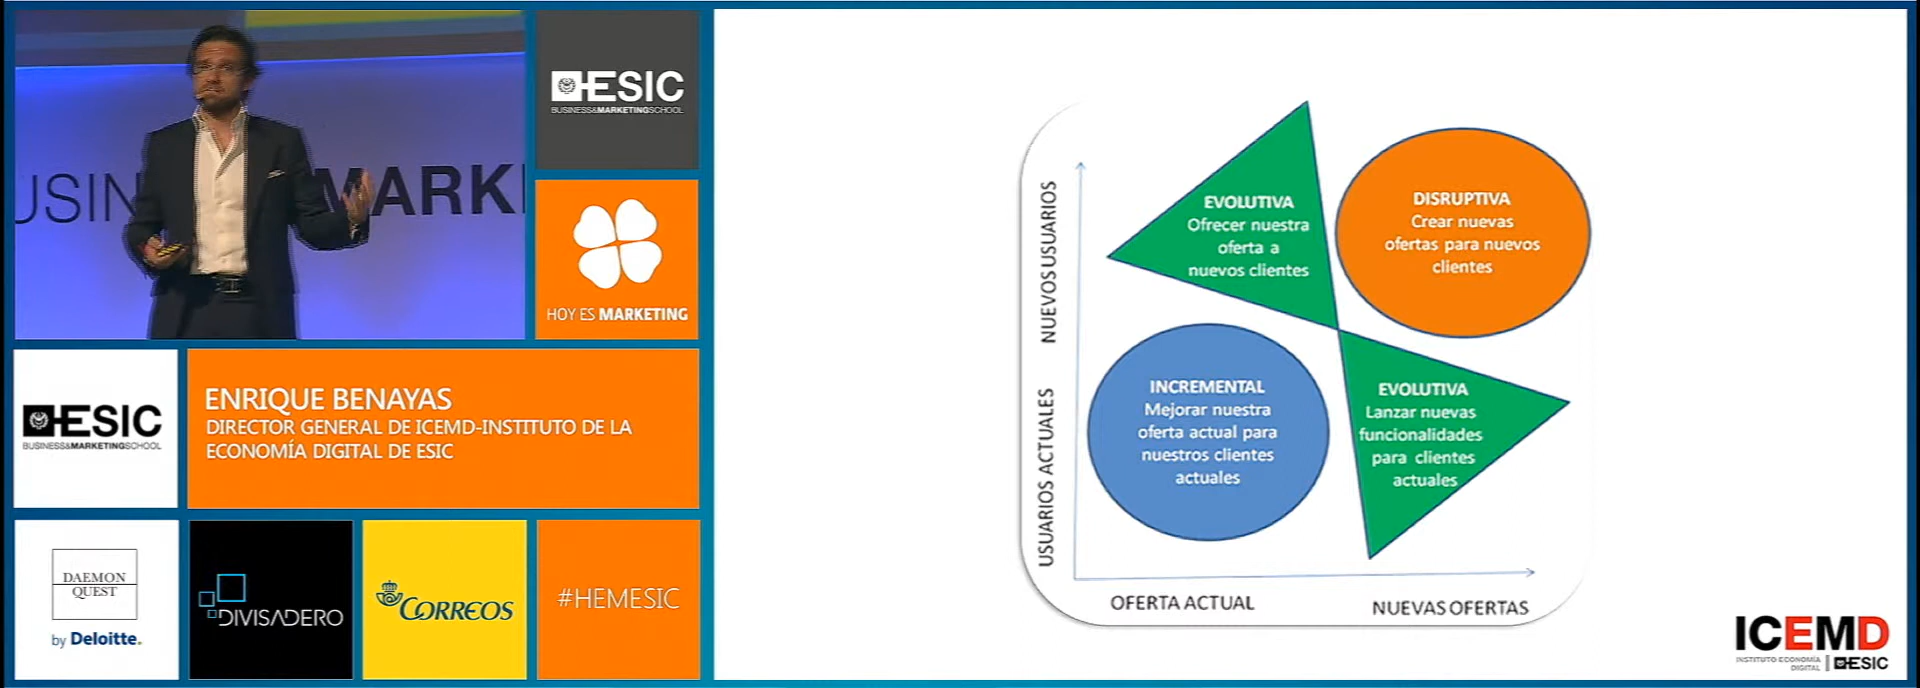 USIN MARK
ESIC
BUSINESS&MARKETINGSCHOOL
HOY ES MARKETING
ESIC
BUSINESS&MARKETINGSCHOOL
ENRIQUE BENAYAS
DIRECTOR GENERAL DE ICEMD-INSTITUTO DE LA
ECONOMÍA DIGITAL DE ESIC
DAEMON
QUEST
by Deloitte.
DIVISADERO
CORREOS
#HEMESIC
NUEVOS USUARIOS
USUARIOS ACTUALES
EVOLUTIVA
Ofrecer nuestra
oferta a
nuevos clientes
DISRUPTIVA
Crear nuevas
ofertas para nuevos
clientes
INCREMENTAL
Mejorar nuestra
oferta actual para
nuestros clientes
actuales
EVOLUTIVA
Lanzar nuevas
funcionalidades
para clientes
actuales
OFERTA ACTUAL
NUEVAS OFERTAS
ICEMD
INSTITUTO ECONOMÍA
DIGITAL
ESIC